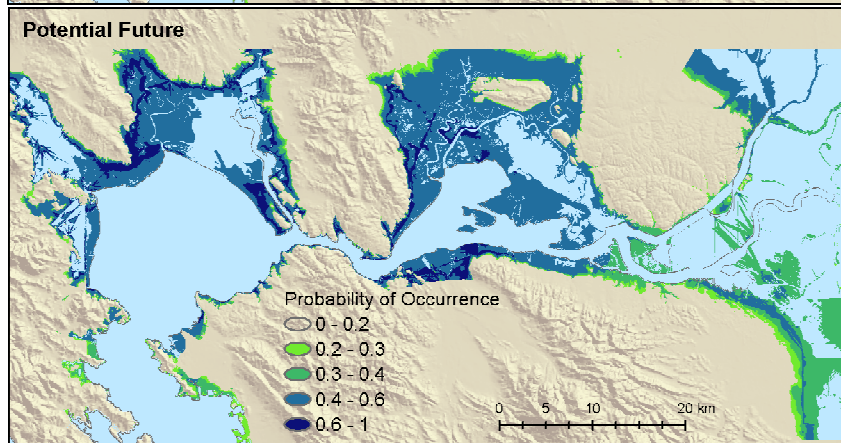 Potential Future
Probability of Occurrence
0 - 0.2
0.2 - 0.3
0.3 - 0.4
0.4 - 0.6
0.6 - 1
0 5 10 20 km